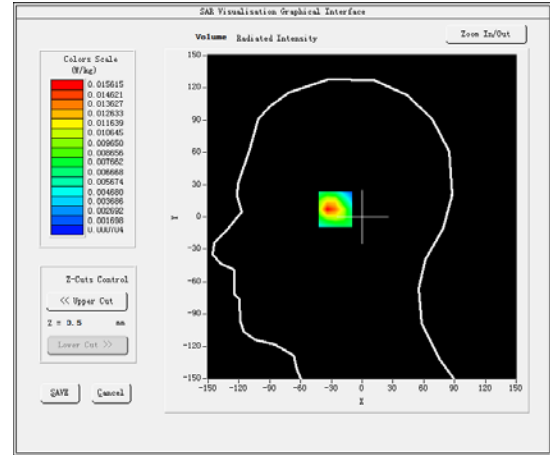 SAR Visualisation Graphical Interface
Volume Radiated Intensity
Zoom In/Out
Colors Scale
(W/kg)
0.015615
0.014621
0.013627
0.012633
0.011639
0.010645
0.009650
0.008656
0.007662
0.006668
0.005674
0.004680
0.003686
0.002692
0.001698
0.000704
150
120
90
60
30
0
-30
-60
-90
-120
-150
Y
-150 -120 -90 -60 -30 0 30 60 90 120 150
X
Z-Cuts Control
<< Upper Cut
Z = 0.5 mm
Lower Cut >>
SAVE Cancel